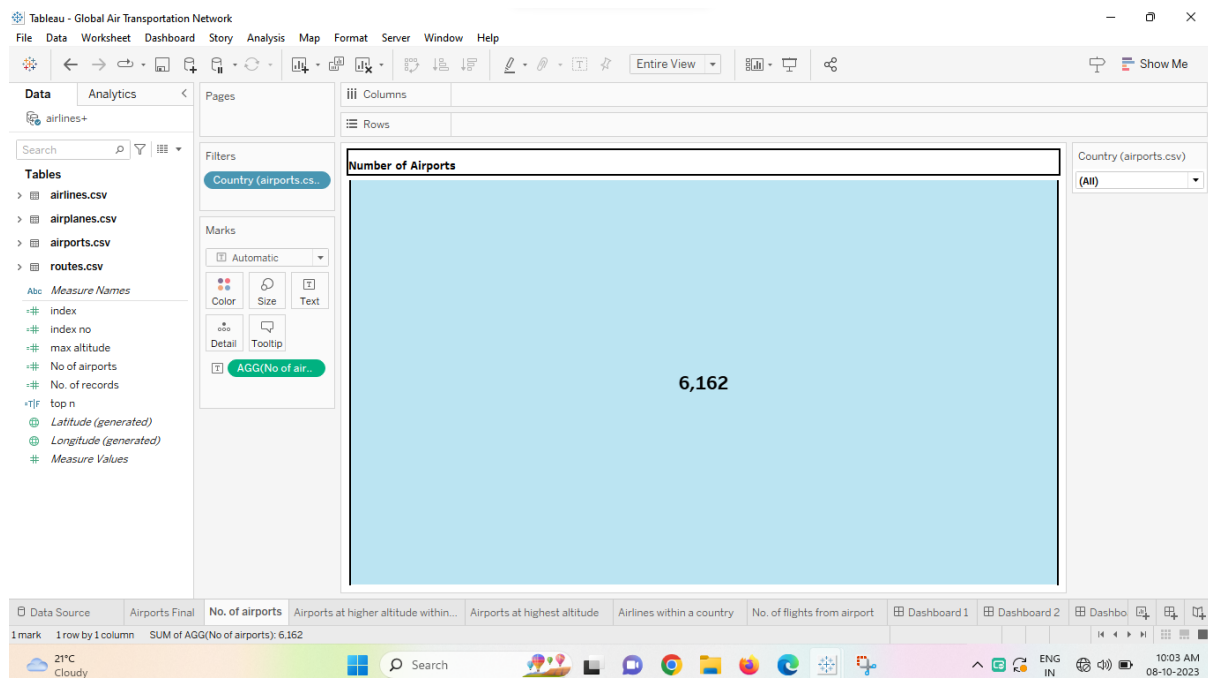 Tableau - Global Air Transportation Network
File Data Worksheet Dashboard Story Analysis Map Format Server Window Help
Entire View
Show Me
Data Analytics
airlines+
Search
Tables
airlines.csv
airplanes.csv
airports.csv
routes.csv
Abc Measure Names
index
index no
max altitude
No of airports
No. of records
T|F top n
Latitude (generated)
Longitude (generated)
Measure Values
Pages
Filters
Country (airports.cs..
Marks
Automatic
Color Size Text
Detail Tooltip
AGG(No of air..
Columns
Rows
Number of Airports
6,162
Country (airports.csv)
(All)
Data Source Airports Final No. of airports Airports at higher altitude within... Airports at highest altitude Airlines within a country No. of flights from airport Dashboard 1 Dashboard 2 Dashbo
1 mark 1 row by 1 column SUM of AGG(No of airports): 6,162
21°C
Cloudy
Search
ENG
IN
10:03 AM
08-10-2023